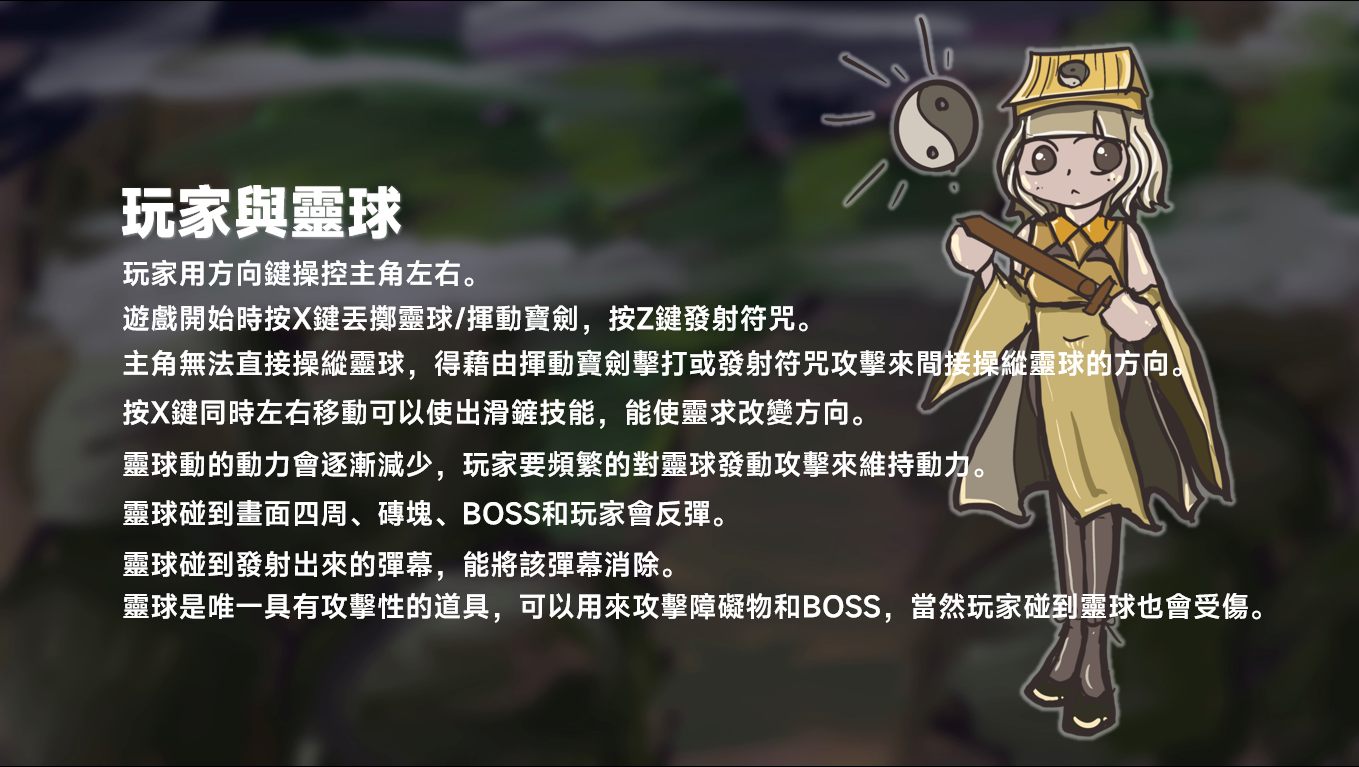 玩家與靈球
玩家用方向鍵操控主角左右。
遊戲開始時按X鍵丟擲靈球/揮動寶劍，按Z鍵發射符咒。
主角無法直接操縱靈球，得藉由揮動寶劍擊打或發射符咒攻擊來間接操縱靈球的方向。
按X鍵同時左右移動可以使出滑鏟技能，能使靈求改變方向。
靈球動的動力會逐漸減少，玩家要頻繁的對靈球發動攻擊來維持動力。
靈球碰到畫面四周、磚塊、BOSS和玩家會反彈。
靈球碰到發射出來的彈幕，能將該彈幕消除。
靈球是唯一具有攻擊性的道具，可以用來攻擊障礙物和BOSS，當然玩家碰到靈球也會受傷。